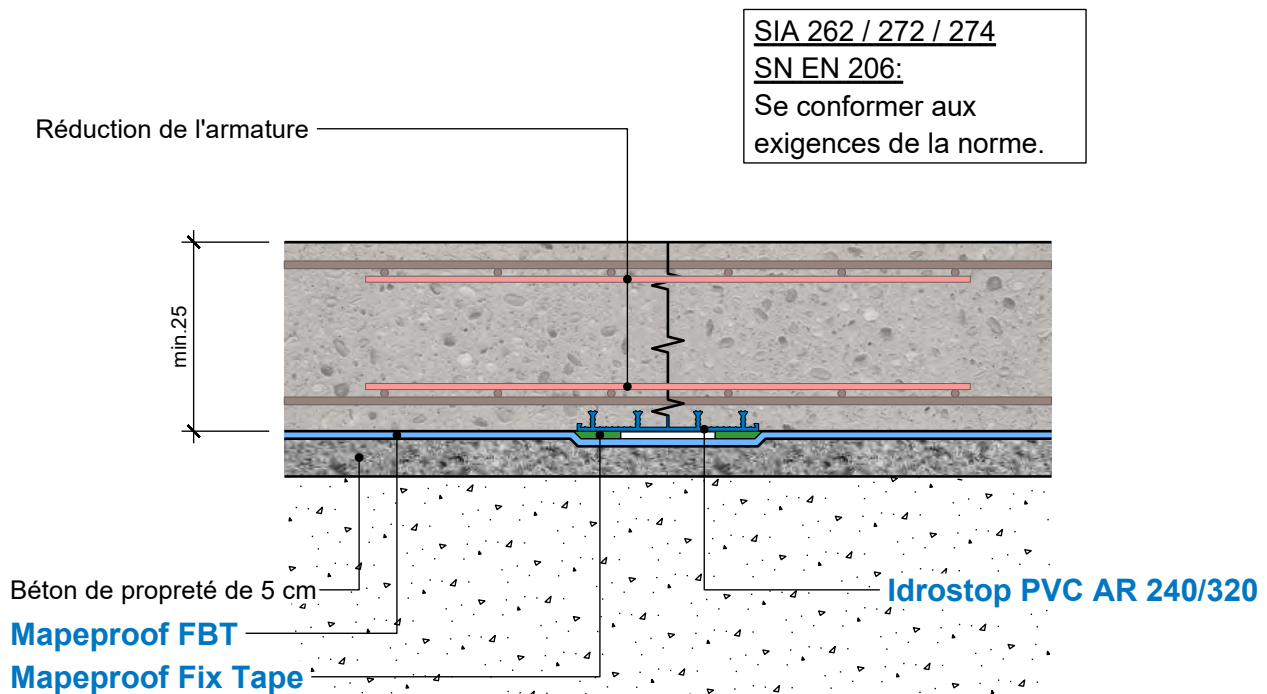 SIA 262 / 272 / 274
SN EN 206:
Se conformer aux
exigences de la norme.
Réduction de l'armature
min.25
Béton de propreté de 5 cm
Idrostop PVC AR 240/320
Mapeproof FBT
Mapeproof Fix Tape